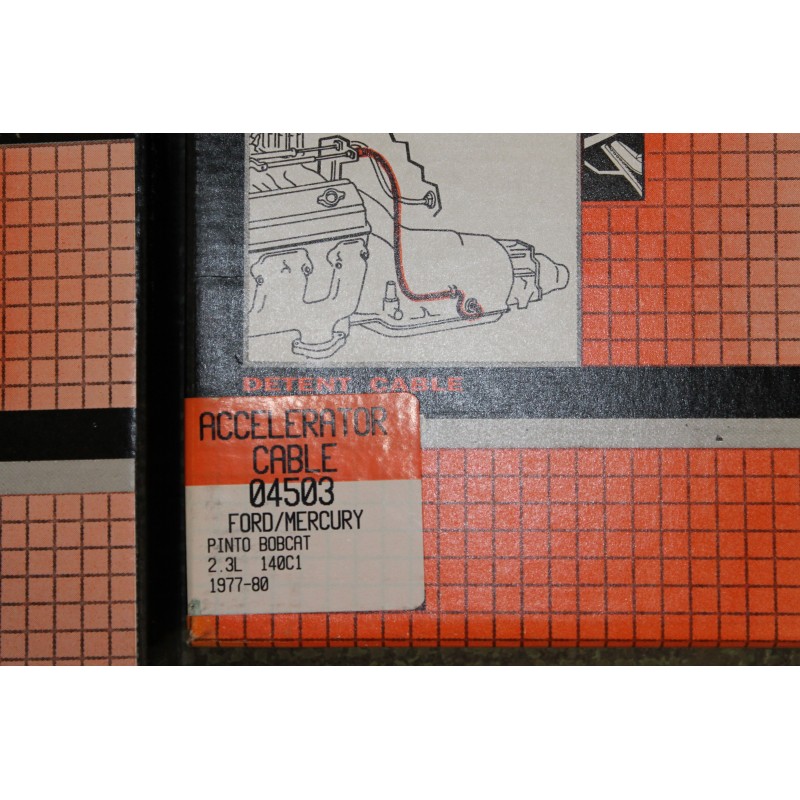 DETENT CABLE
ACCELERATOR
CABLE
04503
FORD/MERCURY
PINTO BOBCAT
2.3L 140C1
1977-80